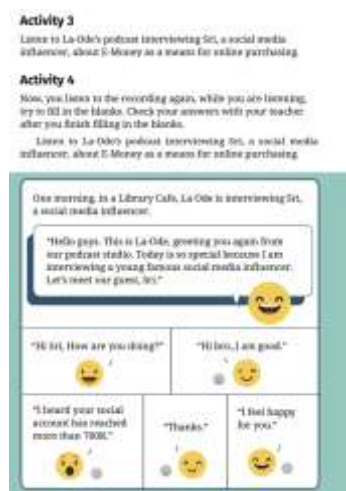 Activity 3
Listen to La-Ode's podcast interviewing Sri, a social media
influencer, about E-Money as a means for online purchasing.
Activity 4
Now, you listen to the recording again, while you are listening,
try to fill in the blanks. Check your answers with your teacher
after you finish filling in the blanks.
Listen to La-Ode's podcast interviewing Sri, a social media
influencer, about E-Money as a means for online purchasing.
One morning, in a Library Cafe, La Ode is interviewing Sri,
a social media influencer.
"Hello guys. This is La-Ode, greeting you again from
our podcast studio. Today is so special because I am
interviewing a young famous social media influencer.
Let's meet our guest, Sri."
"Hi Sri, How are you doing?"
"Hi bro, I am good."
"I heard your social
account has reached
more than 700K."
"Thanks."
"I feel happy
for you."